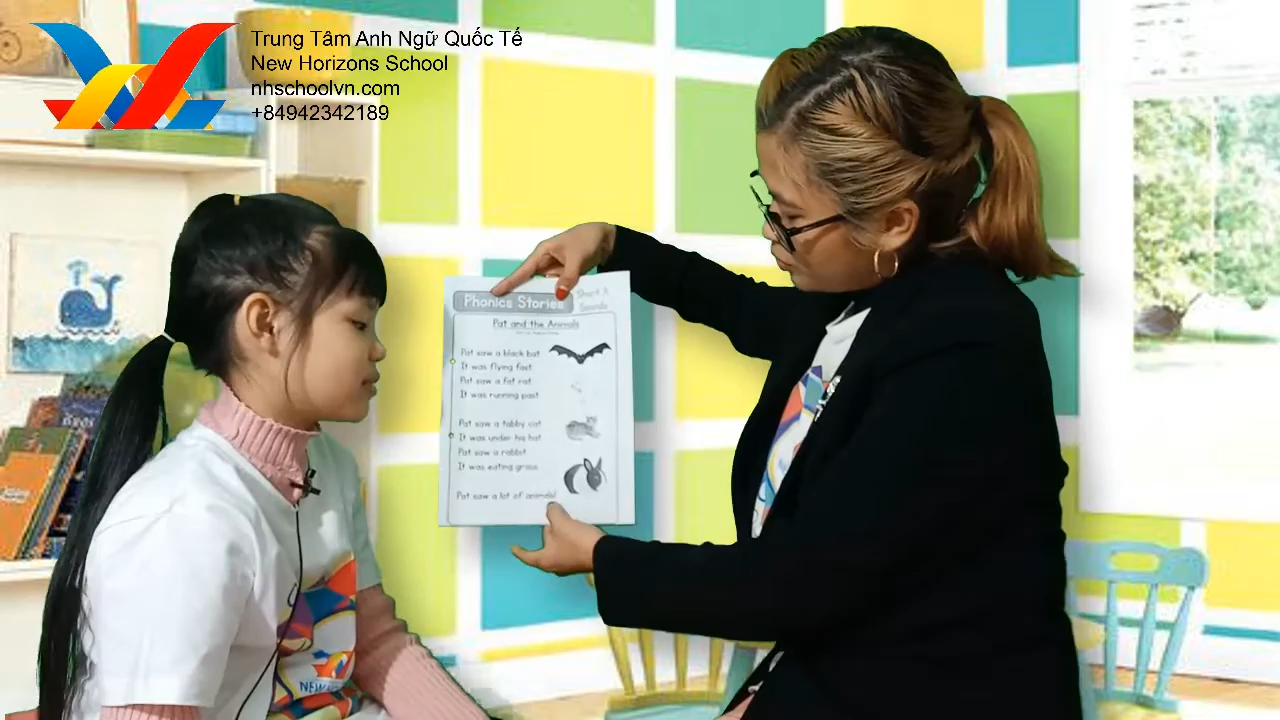 Trung Tâm Anh Ngữ Quốc Tế
New Horizons School
nhschoolvn.com
+84942342189
Phonics Stories
Short A
Sounds
Pat and the Animals
Pat saw a black bat
It was flying fast
Pat saw a fat rat
It was running past
Pat saw a tabby cat
It was under his hat
Pat saw a rabbit
It was eating grass
Pat saw a lot of animals!
NEW